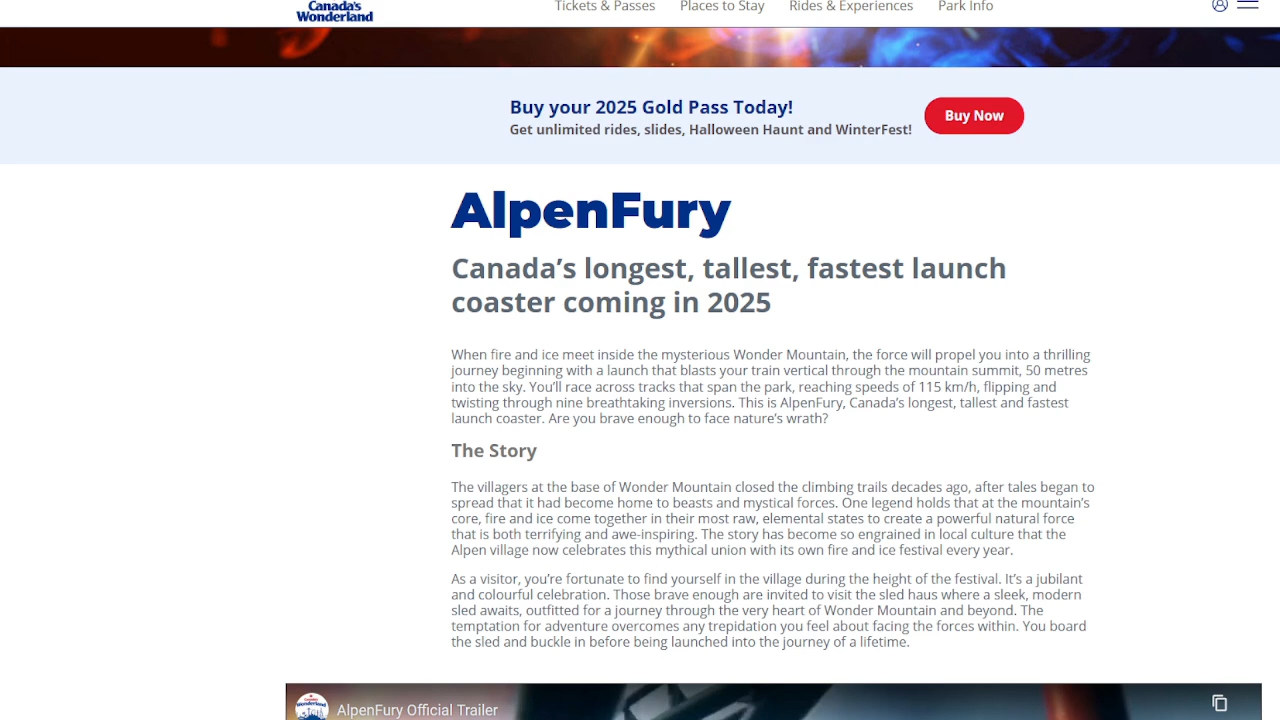 Canada's
Wonderland
Tickets & Passes Places to Stay Rides & Experiences Park Info
Buy your 2025 Gold Pass Today!
Get unlimited rides, slides, Halloween Haunt and WinterFest!
Buy Now
AlpenFury
Canada’s longest, tallest, fastest launch
coaster coming in 2025
When fire and ice meet inside the mysterious Wonder Mountain, the force will propel you into a thrilling
journey beginning with a launch that blasts your train vertical through the mountain summit, 50 metres
into the sky. You’ll race across tracks that span the park, reaching speeds of 115 km/h, flipping and
twisting through nine breathtaking inversions. This is AlpenFury, Canada’s longest, tallest and fastest
launch coaster. Are you brave enough to face nature’s wrath?
The Story
The villagers at the base of Wonder Mountain closed the climbing trails decades ago, after tales began to
spread that it had become home to beasts and mystical forces. One legend holds that at the mountain’s
core, fire and ice come together in their most raw, elemental states to create a powerful natural force
that is both terrifying and awe-inspiring. The story has become so engrained in local culture that the
Alpen village now celebrates this mythical union with its own fire and ice festival every year.
As a visitor, you’re fortunate to find yourself in the village during the height of the festival. It’s a jubilant
and colourful celebration. Those brave enough are invited to visit the sled haus where a sleek, modern
sled awaits, outfitted for a journey through the very heart of Wonder Mountain and beyond. The
temptation for adventure overcomes any trepidation you feel about facing the forces within. You board
the sled and buckle in before being launched into the journey of a lifetime.
Wonderland
AlpenFury Official Trailer